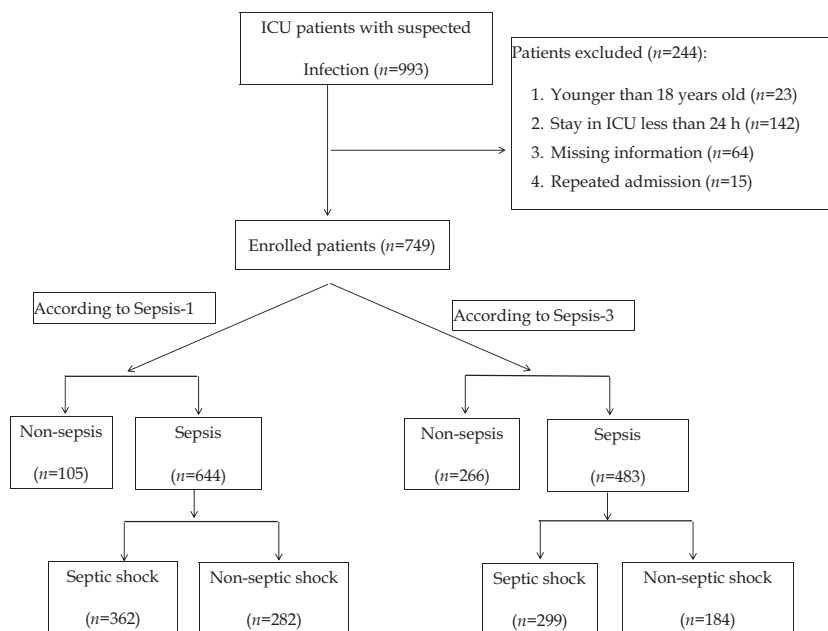 ICU patients with suspected
Infection (n=993)
Patients excluded (n=244):
1. Younger than 18 years old (n=23)
2. Stay in ICU less than 24 h (n=142)
3. Missing information (n=64)
4. Repeated admission (n=15)
Enrolled patients (n=749)
According to Sepsis-1
According to Sepsis-3
Non-sepsis
(n=105)
Sepsis
(n=644)
Non-sepsis
(n=266)
Sepsis
(n=483)
Septic shock
(n=362)
Non-septic shock
(n=282)
Septic shock
(n=299)
Non-septic shock
(n=184)